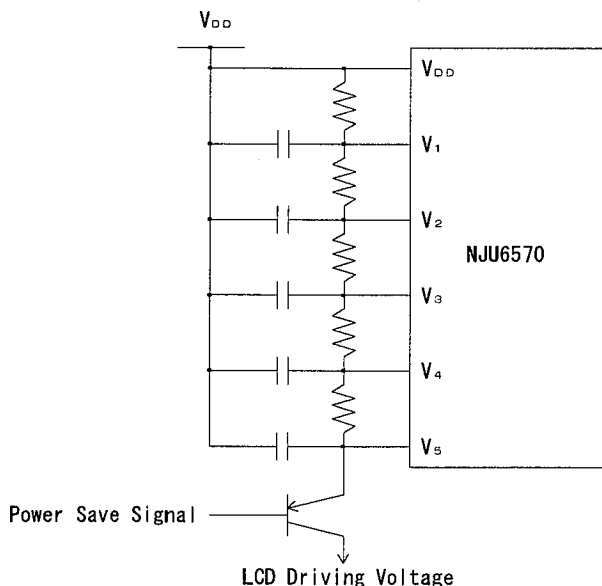 VDD
VDD
V1
V2
NJU6570
V3
V4
V5
Power Save Signal
LCD Driving Voltage